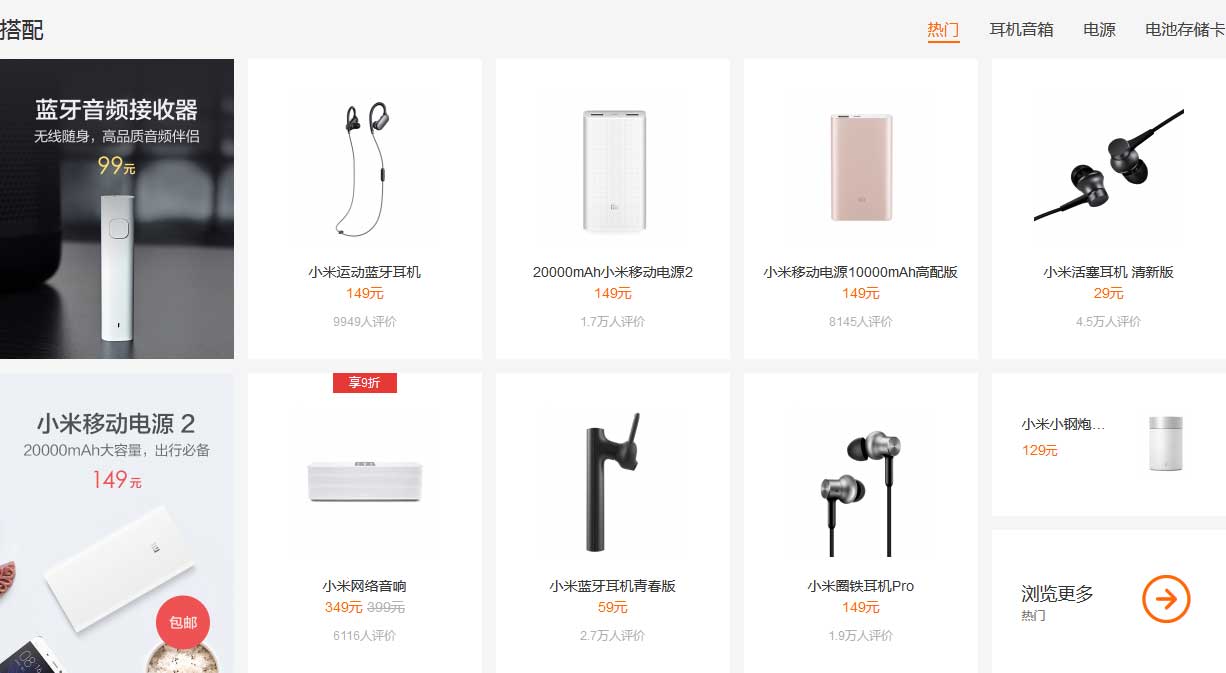 搭配
热门 耳机音箱 电源 电池存储卡
蓝牙音频接收器
无线随身，高品质音频伴侣
99元
小米运动蓝牙耳机
149元
9949人评价
20000mAh小米移动电源2
149元
1.7万人评价
小米移动电源10000mAh高配版
149元
8145人评价
小米活塞耳机 清新版
29元
4.5万人评价
小米移动电源 2
20000mAh大容量，出行必备
149元
包邮
享9折
小米网络音响
349元 399元
6116人评价
小米蓝牙耳机青春版
59元
2.7万人评价
小米圈铁耳机Pro
149元
1.9万人评价
小米小钢炮...
129元
浏览更多
热门